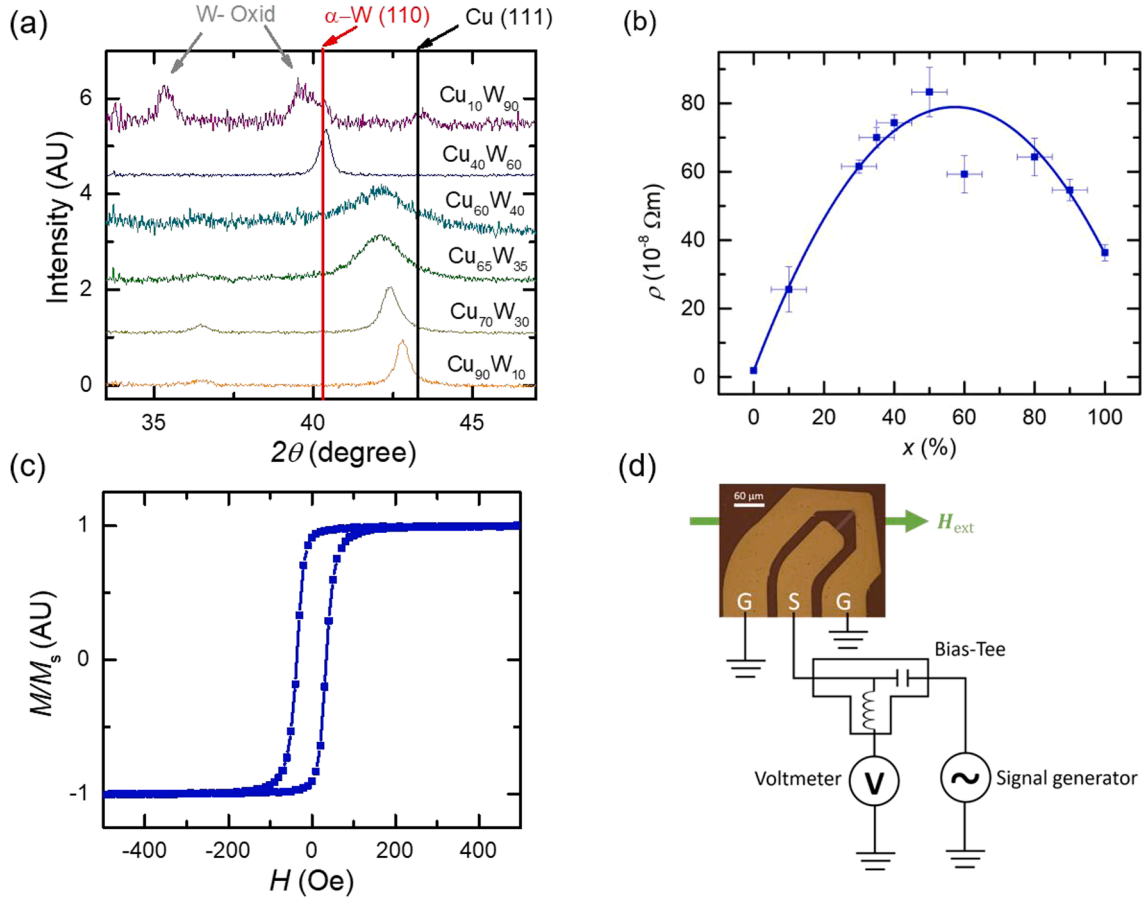 (a)
W- Oxid
α–W (110)
Cu (111)
Cu10W90
Cu40W60
Cu60W40
Cu65W35
Cu70W30
Cu90W10
Intensity (AU)
6
4
2
0
35
40
45
2θ (degree)
(b)
ρ (10-8 Ωm)
80
60
40
20
0
0
20
40
60
80
100
x (%)
(c)
M/Ms (AU)
1
0
-1
-400
-200
0
200
400
H (Oe)
(d)
60 µm
Hext
G
S
G
Bias-Tee
Voltmeter
V
Signal generator